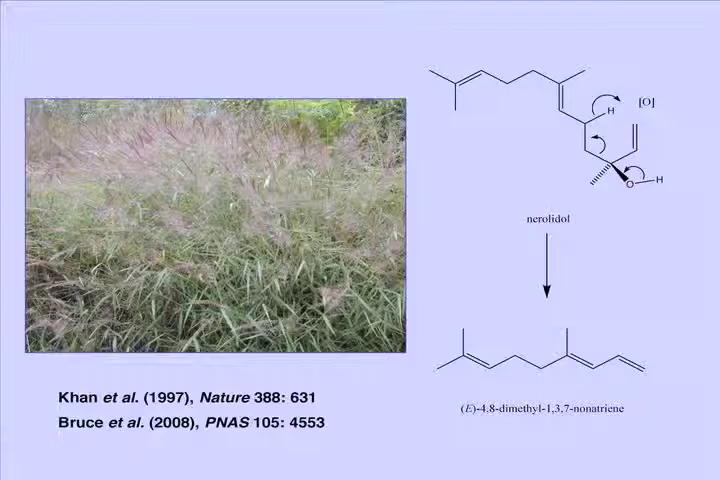 H
[O]
O
H
nerolidol
(E)-4,8-dimethyl-1,3,7-nonatriene
Khan et al. (1997), Nature 388: 631
Bruce et al. (2008), PNAS 105: 4553